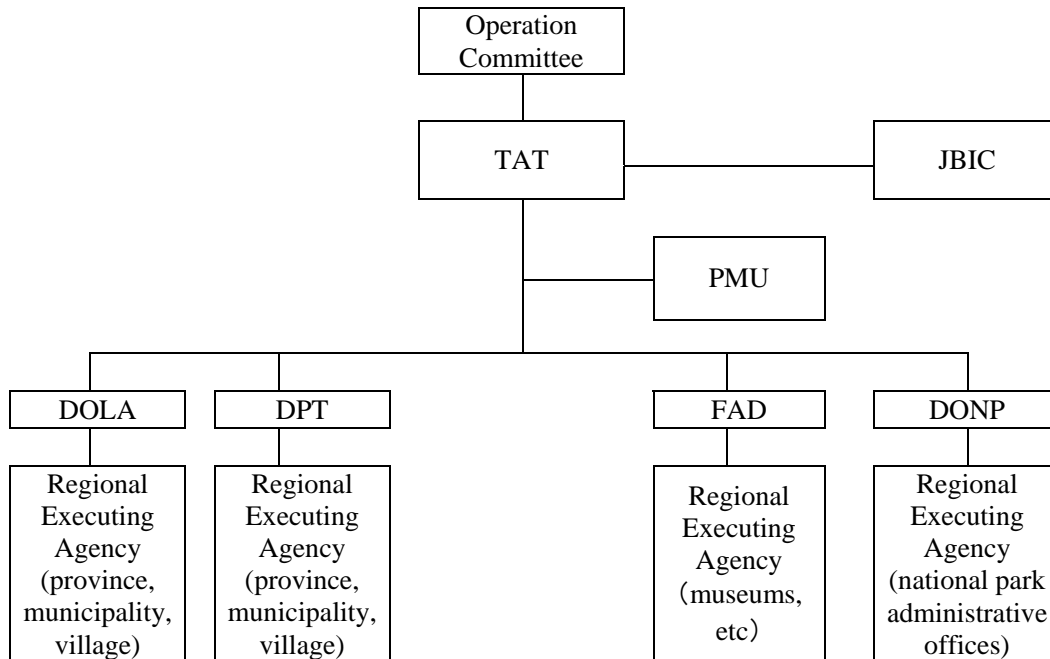 Operation
Committee
TAT
JBIC
PMU
DOLA
DPT
FAD
DONP
Regional
Executing
Agency
(province,
municipality,
village)
Regional
Executing
Agency
(province,
municipality,
village)
Regional
Executing
Agency
（museums,
etc）
Regional
Executing
Agency
(national park
administrative
offices)